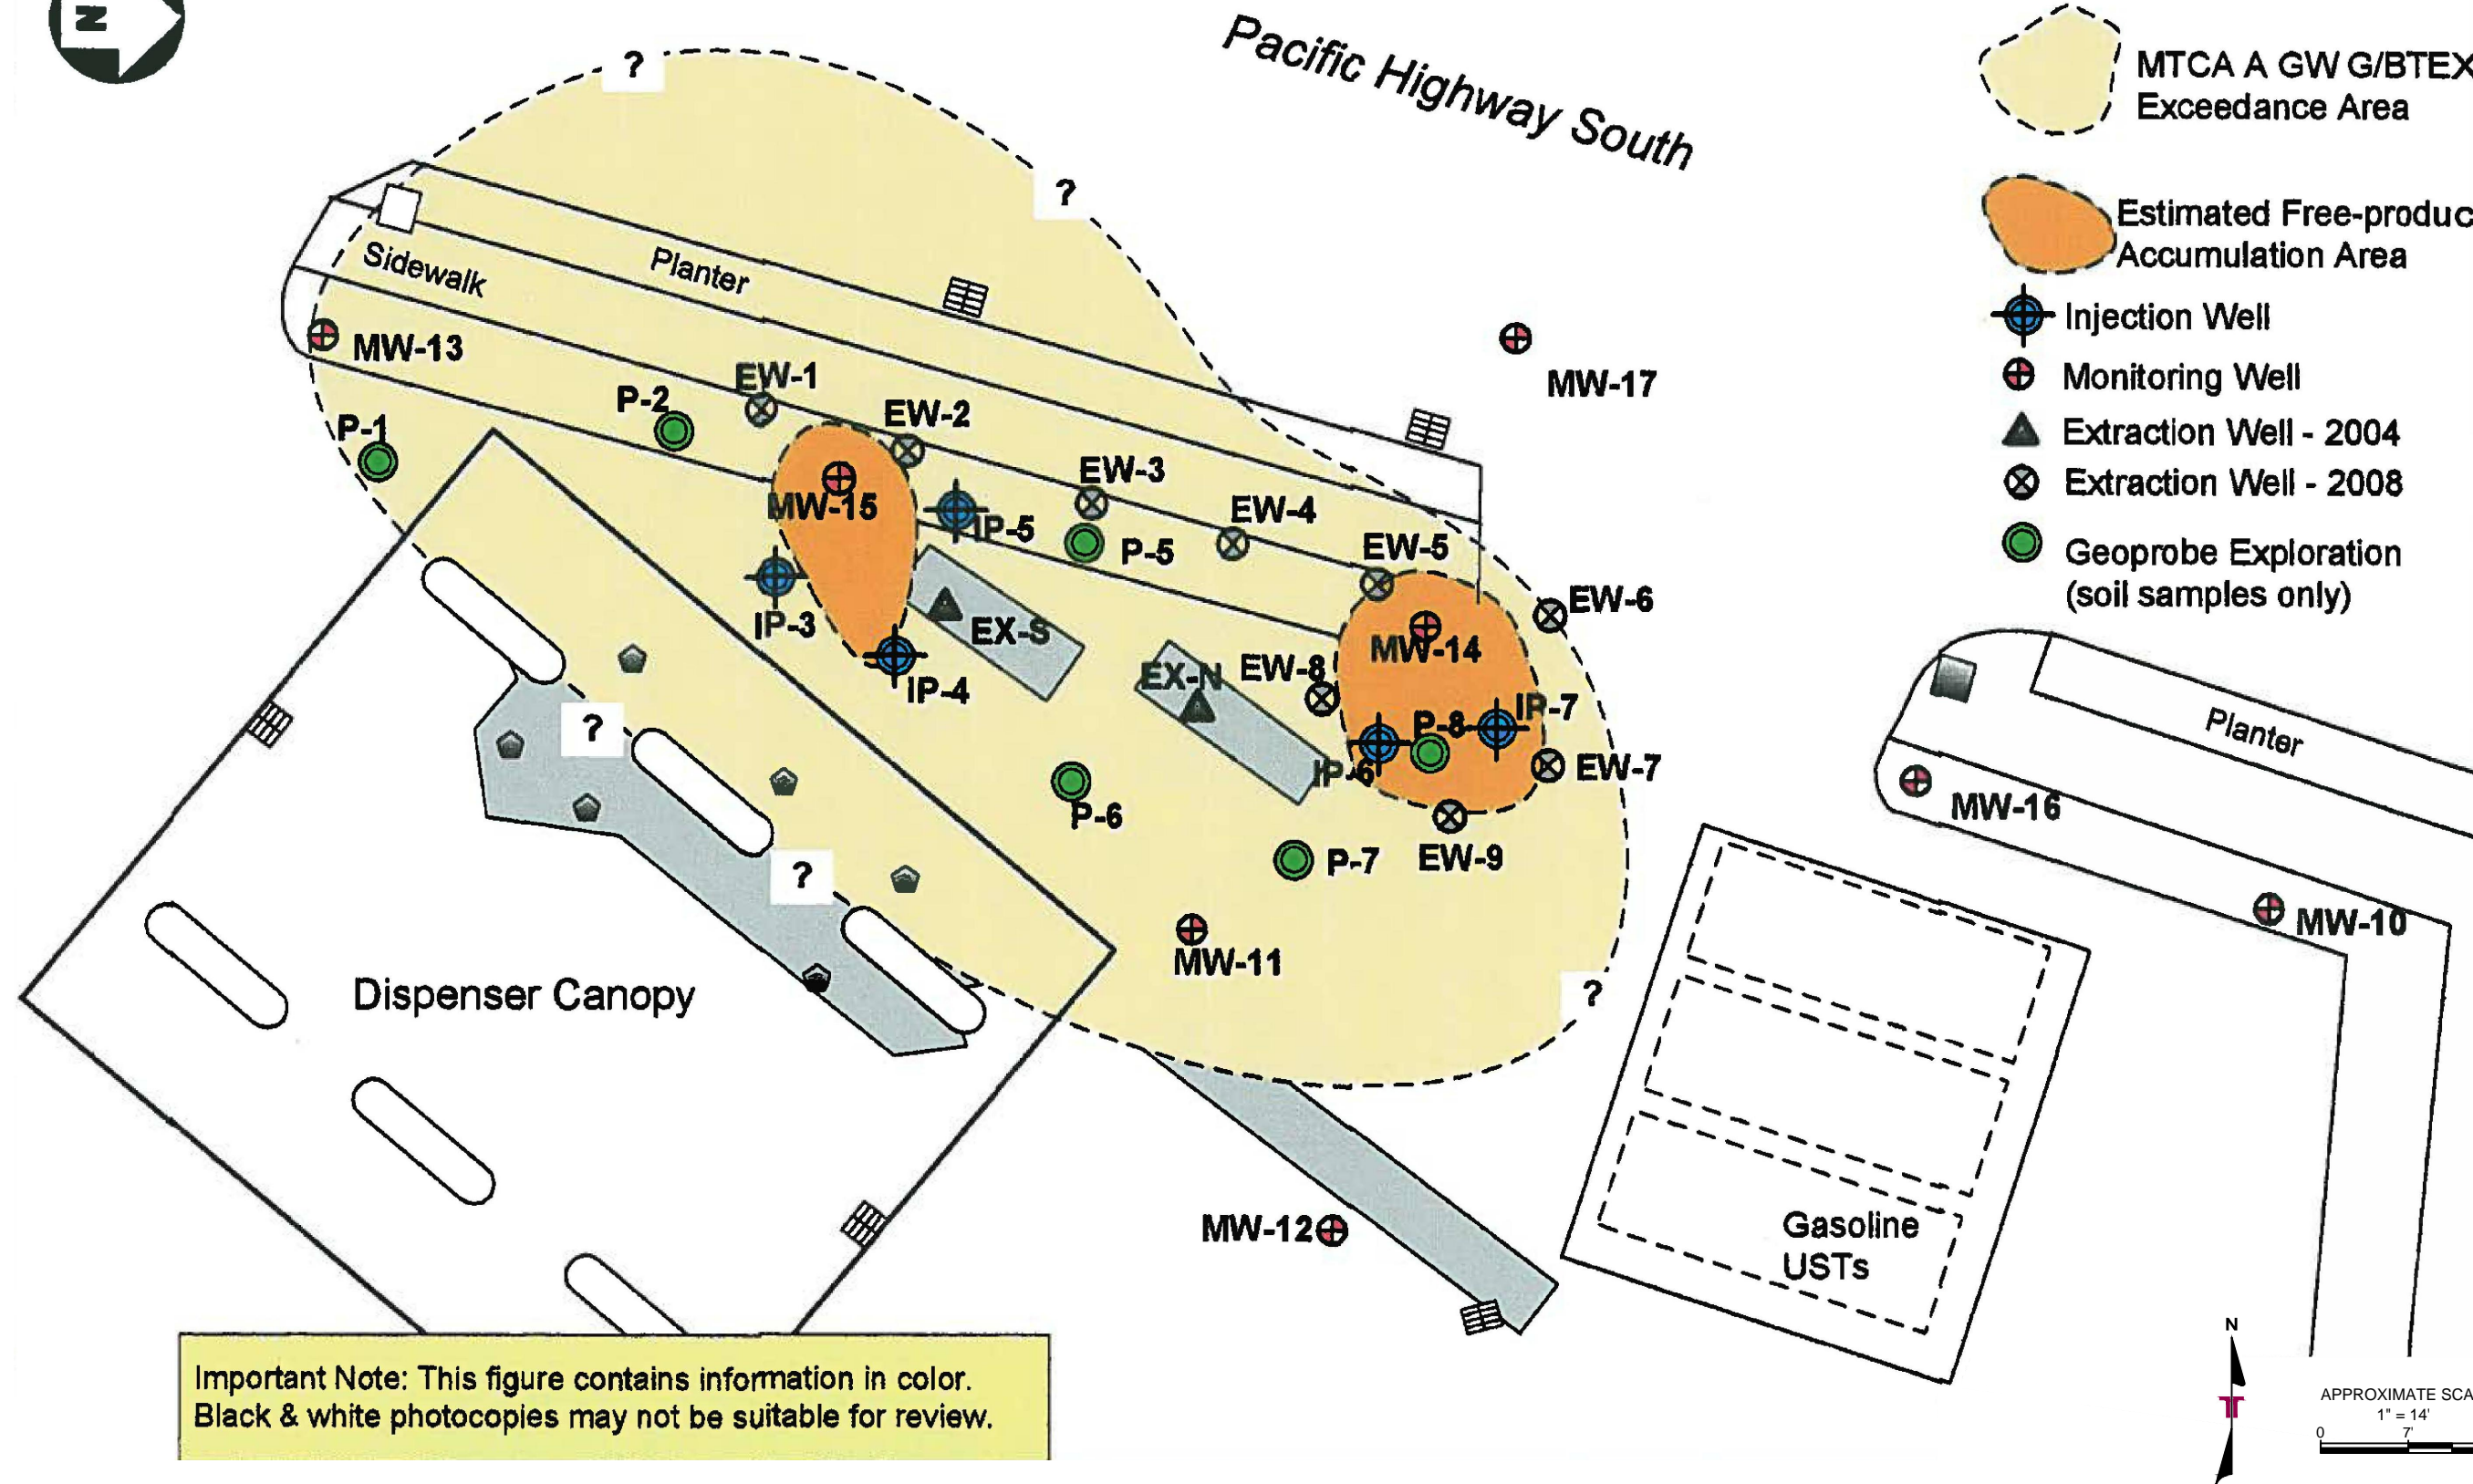 N
?
Pacific Highway South
?
MTCA A GW G/BTEX
Exceedance Area
Estimated Free-produc
Accumulation Area
Injection Well
Monitoring Well
Extraction Well - 2004
Extraction Well - 2008
Geoprobe Exploration
(soil samples only)
Sidewalk
Planter
MW-13
MW-17
EW-1
P-2
EW-2
P-1
EW-3
MW-15
EW-4
IP-5
P-5
EW-5
EW-6
IP-3
EX-S
MW-14
EX-N
EW-8
IP-4
IP-7
?
P-8
Planter
IP-6
EW-7
P-6
MW-16
?
P-7
EW-9
MW-10
MW-11
Dispenser Canopy
?
MW-12
Gasoline
USTs
N
T
Important Note: This figure contains information in color.
Black & white photocopies may not be suitable for review.
APPROXIMATE SCA
1" = 14'
0
7'